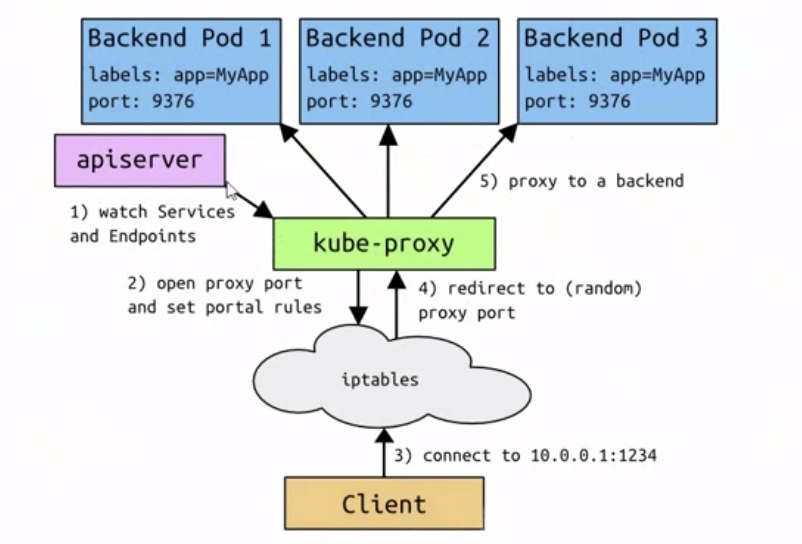 Backend Pod 1
labels: app=MyApp
port: 9376
Backend Pod 2
labels: app=MyApp
port: 9376
Backend Pod 3
labels: app=MyApp
port: 9376
apiserver
1) watch Services
and Endpoints
5) proxy to a backend
kube-proxy
2) open proxy port
and set portal rules
4) redirect to (random)
proxy port
iptables
3) connect to 10.0.0.1:1234
Client